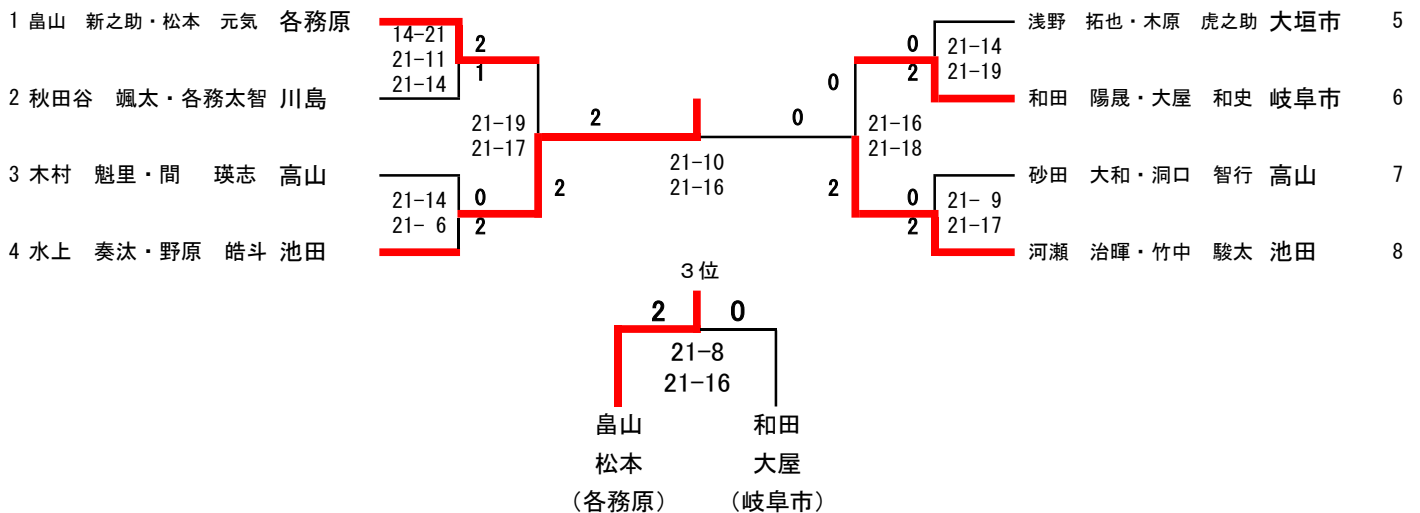 1 畠山　新之助・松本　元気 各務原
14-21
21-11
21-14
2
1
2 秋田谷　颯太・各務太智 川島
21-19
21-17
2
3 木村　魁里・間　瑛志 高山
21-14
21- 6
0
2
2
4 水上　奏汰・野原　皓斗 池田
21-10
21-16
浅野　拓也・木原　虎之助 大垣市 5
0
21-14
21-19
2
0
和田　陽晟・大屋　和史 岐阜市 6
0
21-16
21-18
2
砂田　大和・洞口　智行 高山 7
0
21- 9
21-17
2
河瀬　治暉・竹中　駿太 池田 8
３位
2 0
21-8
21-16
畠山 和田
松本 大屋
（各務原） （岐阜市）